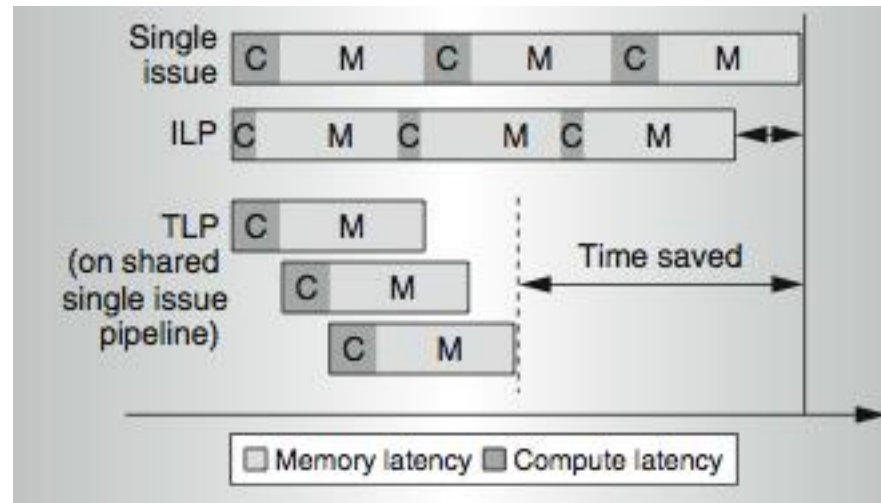 Single
issue
C M C M C M
ILP
C M C M C M
TLP
(on shared
single issue
pipeline)
C M
C M
C M
Time saved
Memory latency Compute latency